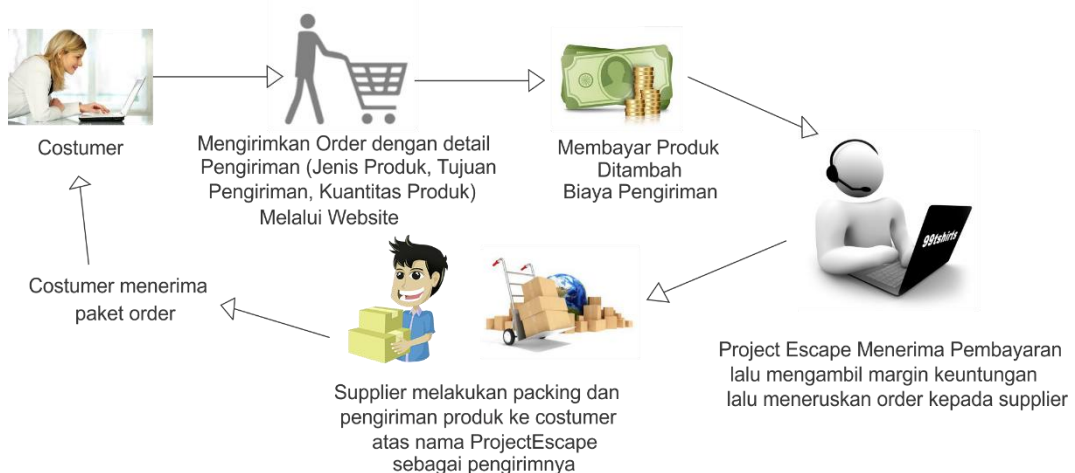 Costumer
Mengirimkan Order dengan detail
Pengiriman (Jenis Produk, Tujuan
Pengiriman, Kuantitas Produk)
Melalui Website
Membayar Produk
Ditambah
Biaya Pengiriman
99tshirts
Project Escape Menerima Pembayaran
lalu mengambil margin keuntungan
lalu meneruskan order kepada supplier
Supplier melakukan packing dan
pengiriman produk ke costumer
atas nama ProjectEscape
sebagai pengirimnya
Costumer menerima
paket order